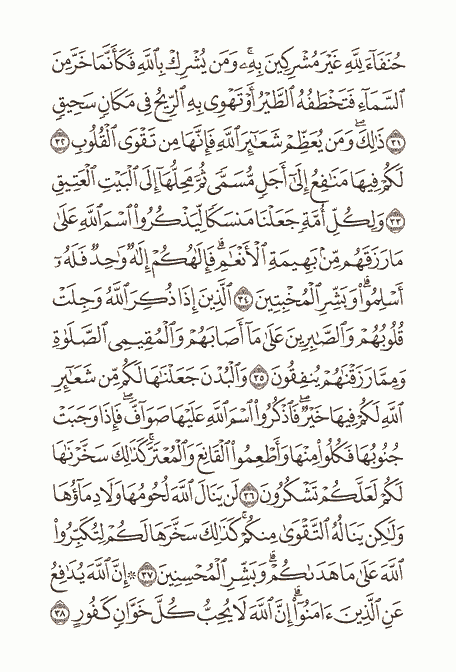 حُنَفَآءَ لِلَّهِ غَيْرَ مُشْرِكِينَ بِهِۦۚ وَمَن يُشْرِكْ بِٱللَّهِ فَكَأَنَّمَا خَرَّ مِنَ
ٱلسَّمَآءِ فَتَخْطَفُهُ ٱلطَّيْرُ أَوْ تَهْوِى بِهِ ٱلرِّيحُ فِى مَكَانٍ سَحِيقٍ
٣١ ذَٰلِكَۖ وَمَن يُعَظِّمْ شَعَٰٓئِرَ ٱللَّهِ فَإِنَّهَا مِن تَقْوَى ٱلْقُلُوبِ ٣٢
لَكُمْ فِيهَا مَنَٰفِعُ إِلَىٰٓ أَجَلٍ مُّسَمًّى ثُمَّ مَحِلُّهَآ إِلَى ٱلْبَيْتِ ٱلْعَتِيقِ
٣٣ وَلِكُلِّ أُمَّةٍ جَعَلْنَا مَنسَكًا لِّيَذْكُرُوا۟ ٱسْمَ ٱللَّهِ عَلَىٰ
مَا رَزَقَهُم مِّنۢ بَهِيمَةِ ٱلْأَنْعَٰمِۗ فَإِلَٰهُكُمْ إِلَٰهٌ وَٰحِدٌ فَلَهُۥٓ
أَسْلِمُوا۟ۗ وَبَشِّرِ ٱلْمُخْبِتِينَ ٣٤ ٱلَّذِينَ إِذَا ذُكِرَ ٱللَّهُ وَجِلَتْ
قُلُوبُهُمْ وَٱلصَّٰبِرِينَ عَلَىٰ مَآ أَصَابَهُمْ وَٱلْمُقِيمِى ٱلصَّلَوٰةِ
وَمِمَّا رَزَقْنَٰهُمْ يُنفِقُونَ ٣٥ وَٱلْبُدْنَ جَعَلْنَٰهَا لَكُم مِّن شَعَٰٓئِرِ
ٱللَّهِ لَكُمْ فِيهَا خَيْرٌۖ فَٱذْكُرُوا۟ ٱسْمَ ٱللَّهِ عَلَيْهَا صَوَآفَّۖ فَإِذَا وَجَبَتْ
جُنُوبُهَا فَكُلُوا۟ مِنْهَا وَأَطْعِمُوا۟ ٱلْقَانِعَ وَٱلْمُعْتَرَّۚ كَذَٰلِكَ سَخَّرْنَٰهَا
لَكُمْ لَعَلَّكُمْ تَشْكُرُونَ ٣٦ لَن يَنَالَ ٱللَّهَ لُحُومُهَا وَلَا دِمَآؤُهَا
وَلَٰكِن يَنَالُهُ ٱلتَّقْوَىٰ مِنكُمْۚ كَذَٰلِكَ سَخَّرَهَا لَكُمْ لِتُكَبِّرُوا۟
ٱللَّهَ عَلَىٰ مَا هَدَىٰكُمْۗ وَبَشِّرِ ٱلْمُحْسِنِينَ ٣٧ * إِنَّ ٱللَّهَ يُدَٰفِعُ
عَنِ ٱلَّذِينَ ءَامَنُوٓا۟ۗ إِنَّ ٱللَّهَ لَا يُحِبُّ كُلَّ خَوَّانٍ كَفُورٍ ٣٨